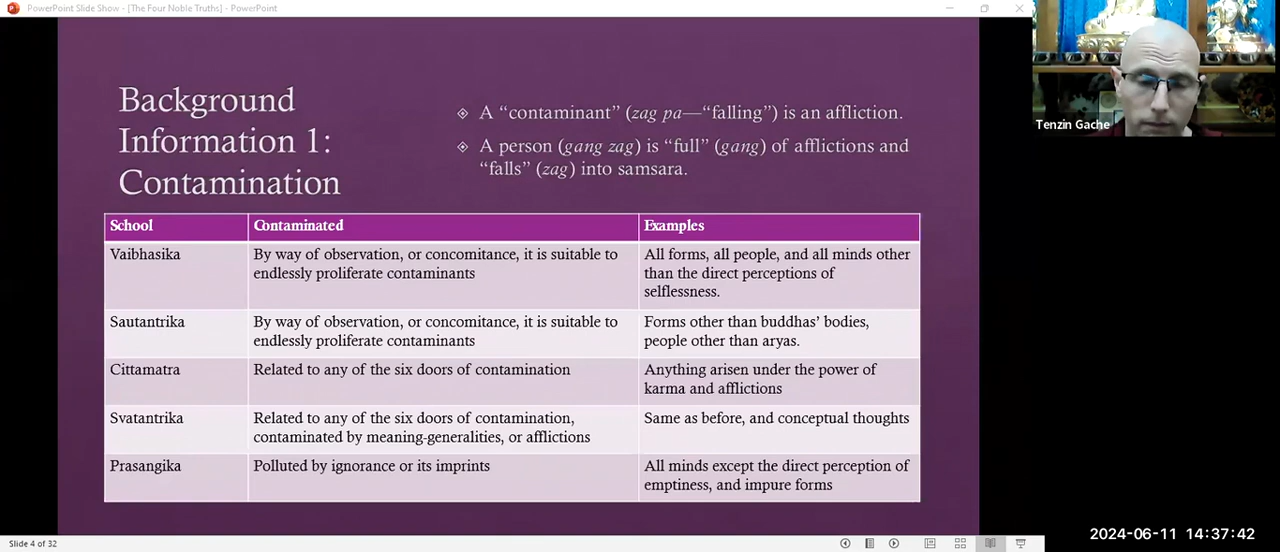 PowerPoint Slide Show - [The Four Noble Truths] - PowerPoint
Background
Information 1:
Contamination
A “contaminant” (zag pa—“falling”) is an affliction.
A person (gang zag) is “full” (gang) of afflictions and
“falls” (zag) into samsara.
School Contaminated Examples
Vaibhasika By way of observation, or concomitance, it is suitable to All forms, all people, and all minds other
endlessly proliferate contaminants than the direct perceptions of
selflessness.
Sautantrika By way of observation, or concomitance, it is suitable to Forms other than buddhas’ bodies,
endlessly proliferate contaminants people other than aryas.
Cittamatra Related to any of the six doors of contamination Anything arisen under the power of
karma and afflictions
Svatantrika Related to any of the six doors of contamination, Same as before, and conceptual thoughts
contaminated by meaning-generalities, or afflictions
Prasangika Polluted by ignorance or its imprints All minds except the direct perception of
emptiness, and impure forms
Tenzin Gache
Slide 4 of 32
2024-06-11 14:37:42